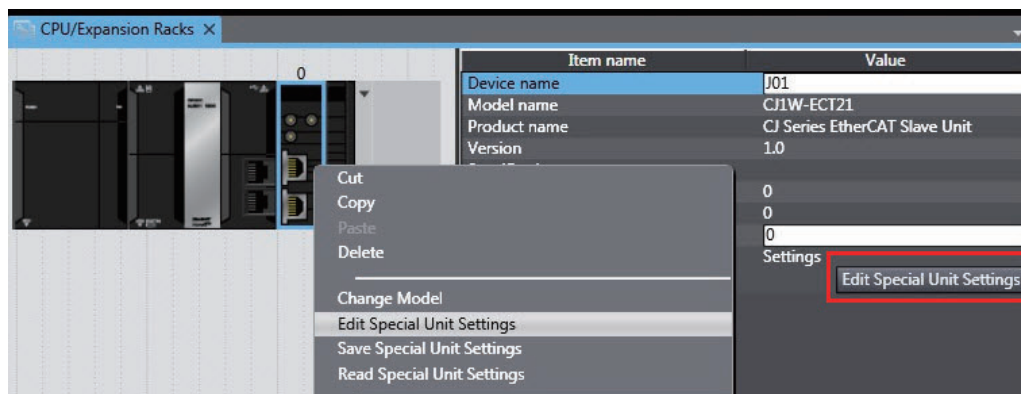 CPU/Expansion Racks
Item name Value
0
Device name J01
Model name CJ1W-ECT21
Product name CJ Series EtherCAT Slave Unit
Version 1.0
Cut
0
Copy
0
Paste
0
Delete
Settings
Edit Special Unit Settings
Change Model
Edit Special Unit Settings
Save Special Unit Settings
Read Special Unit Settings